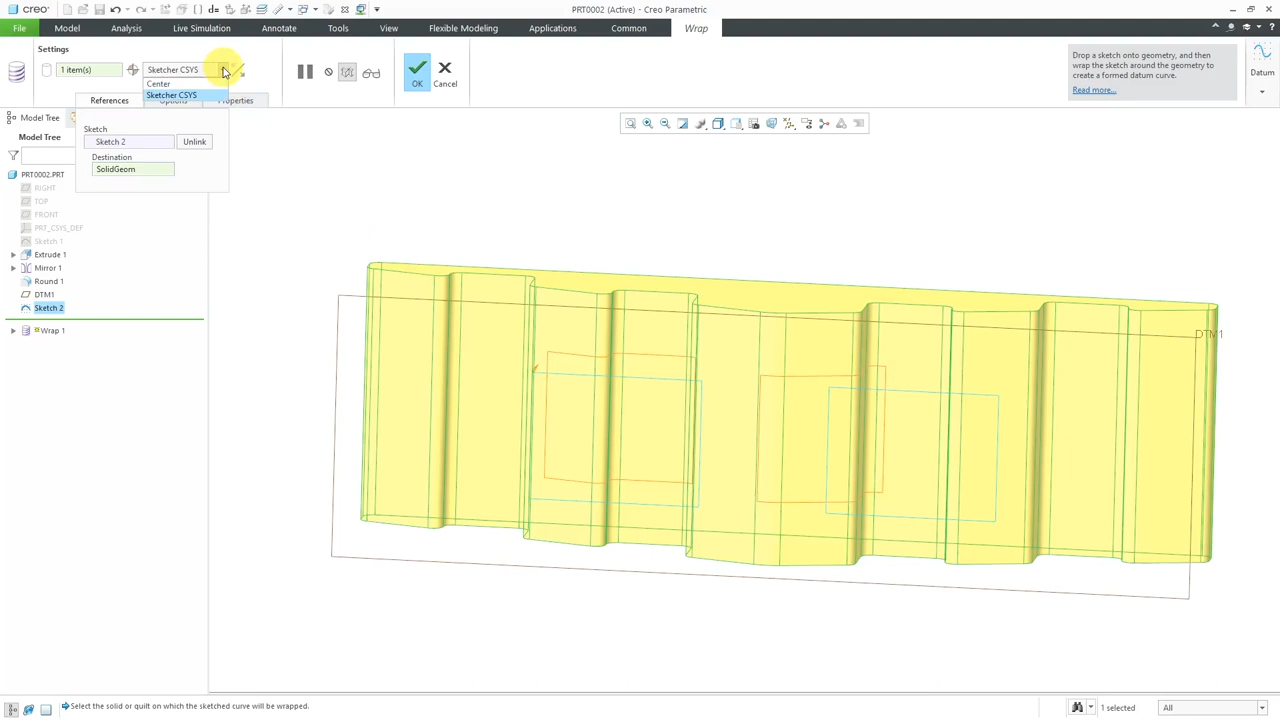 creo
PRT0002 (Active) - Creo Parametric
File Model Analysis Live Simulation Annotate Tools View Flexible Modeling Applications Common Wrap
Settings
1 item(s) Sketcher CSYS
Center
Sketcher CSYS
OK Cancel
References Options Properties
Drop a sketch onto geometry, and then
wrap the sketch around the geometry to
create a formed datum curve.
Read more...
Datum
Model Tree
Sketch
Sketch 2 Unlink
Destination
SolidGeom
Model Tree
PRT0002.PRT
RIGHT
TOP
FRONT
PRT_CSYS_DEF
Sketch 1
Extrude 1
Mirror 1
Round 1
DTM1
Sketch 2
Wrap 1
DTM1
Select the solid or quilt on which the sketched curve will be wrapped.
1 selected
All